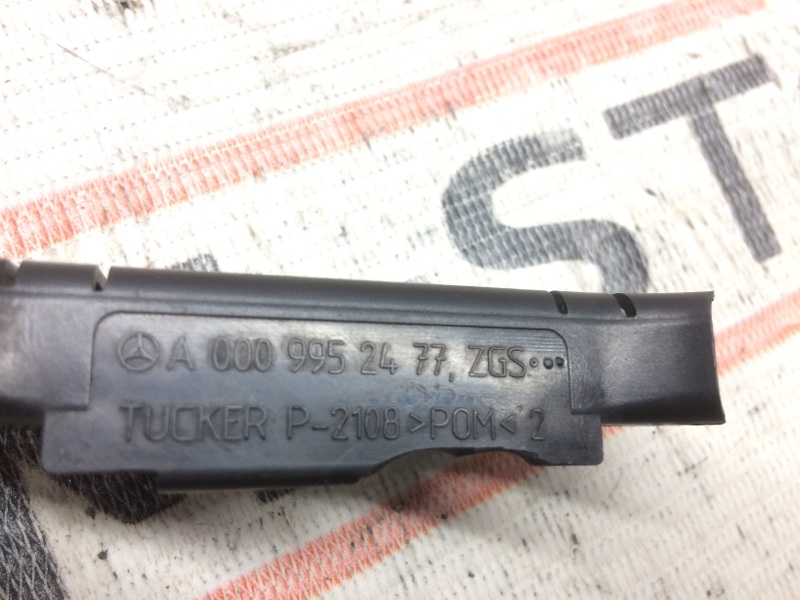 A 000 995 24 77, ZGS•••
TUCKER P-2108 >POM< 2
ST